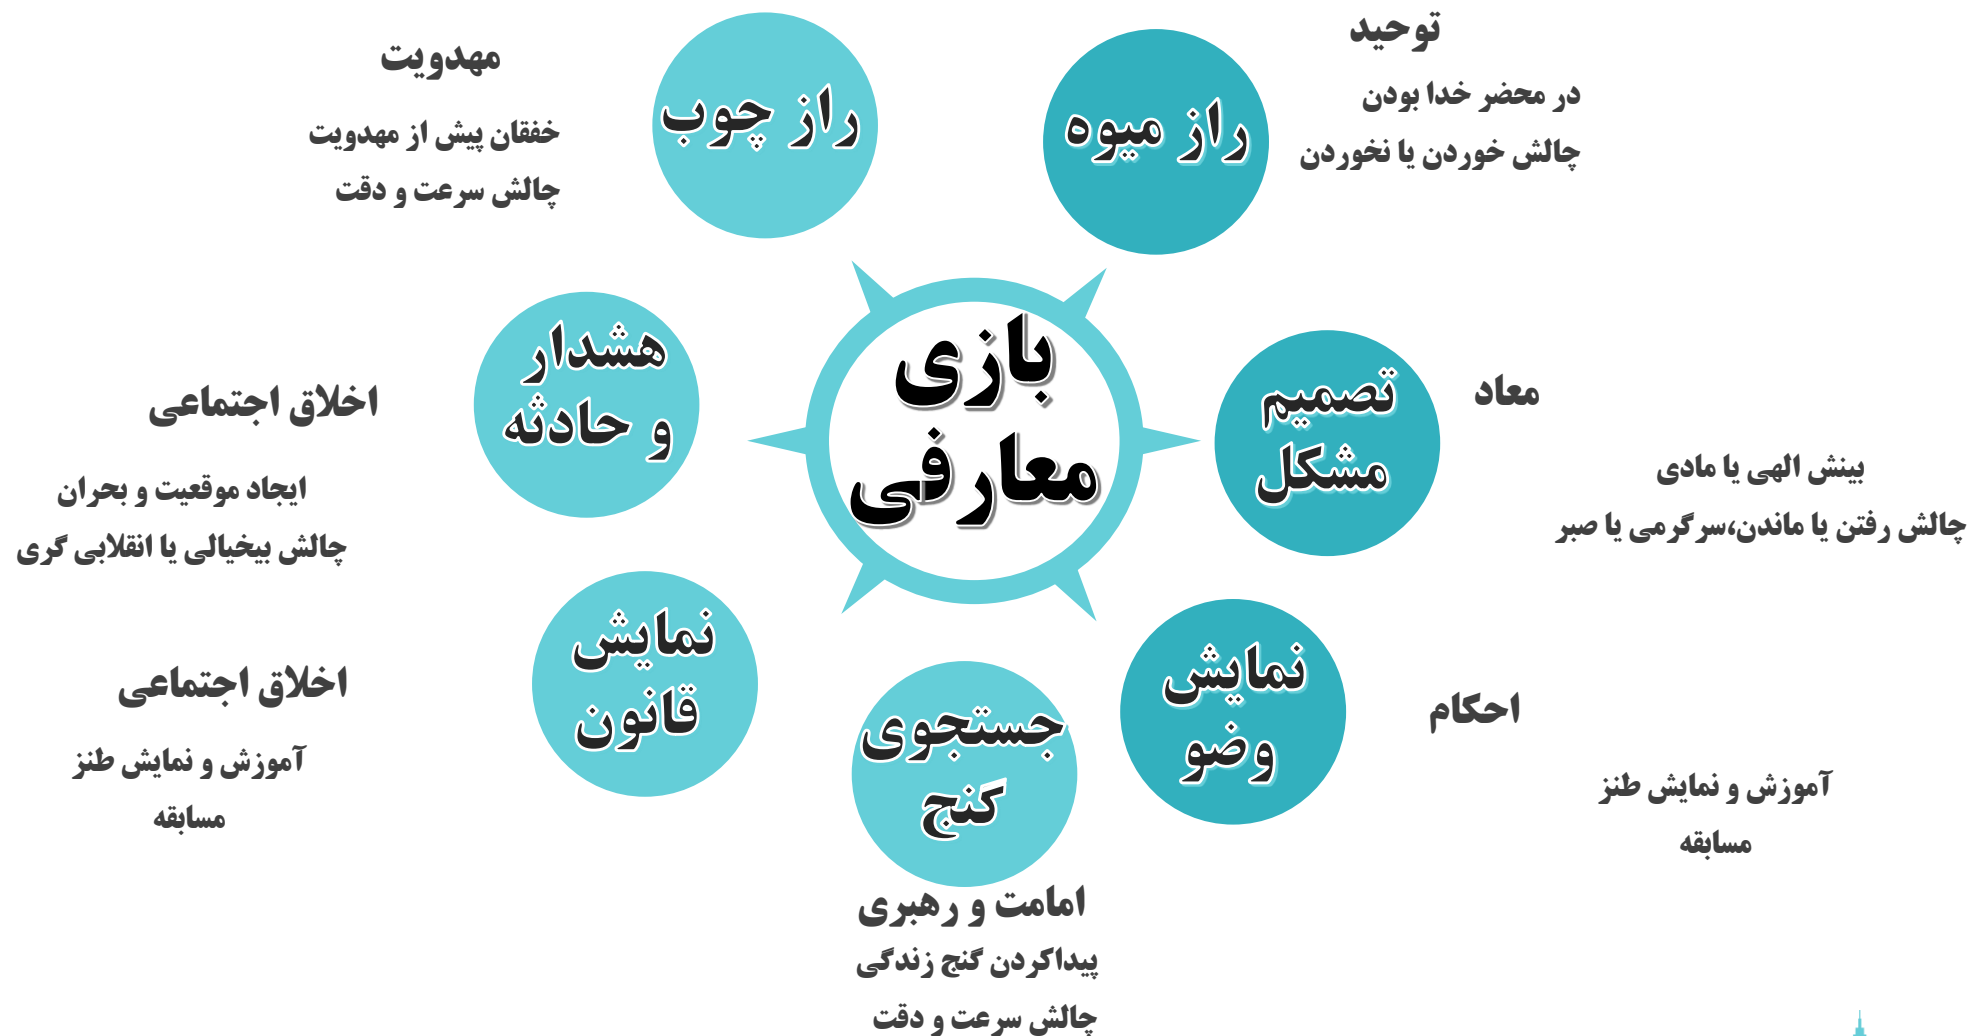 توحید
در محضر خدا بودن
چالش خوردن یا نخوردن
راز میوه
راز چوب
مهدویت
خفقان پیش از مهدویت
چالش سرعت و دقت
بازی
معارفی
تصمیم
مشکل
معاد
بینش الهی یا مادی
چالش رفتن یا ماندن،سرگرمی یا صبر
هشدار
و حادثه
اخلاق اجتماعی
ایجاد موقعیت و بحران
چالش بیخیالی یا انقلابی گری
نمایش
وضو
احکام
آموزش و نمایش طنز
مسابقه
جستجوی
کنج
امامت و رهبری
پیداکردن گنج زندگی
چالش سرعت و دقت
نمایش
قانون
اخلاق اجتماعی
آموزش و نمایش طنز
مسابقه